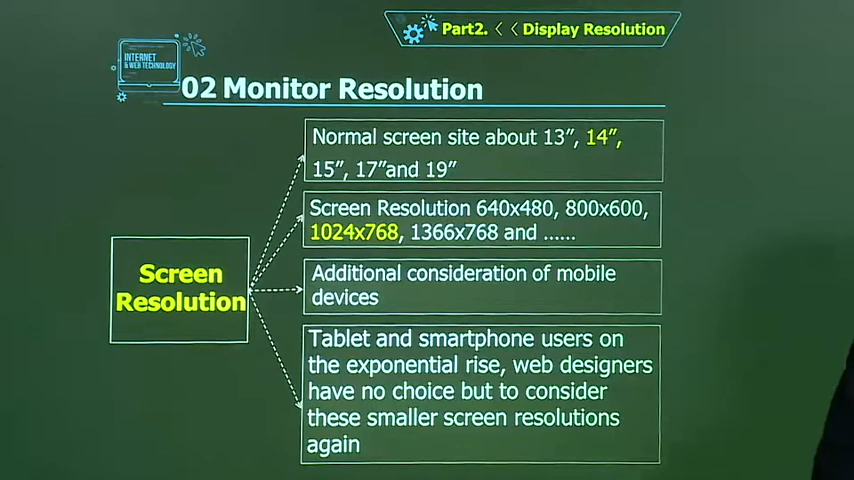 Part2. < < Display Resolution
INTERNET
& WEB TECHNOLOGY
02 Monitor Resolution
Normal screen site about 13”, 14”,
15”, 17”and 19”
Screen Resolution 640x480, 800x600,
1024x768, 1366x768 and ......
Screen
Resolution
Additional consideration of mobile
devices
Tablet and smartphone users on
the exponential rise, web designers
have no choice but to consider
these smaller screen resolutions
again